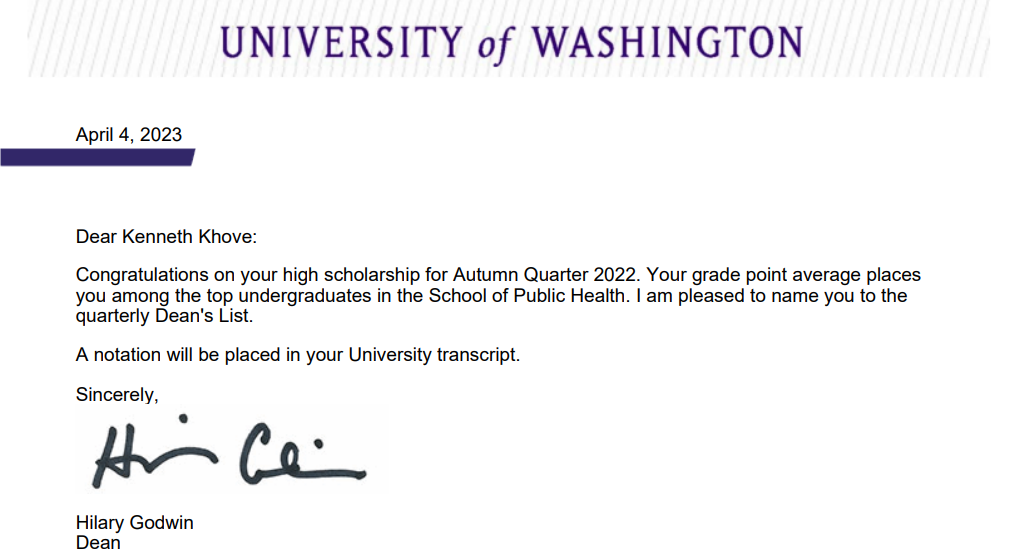 UNIVERSITY of WASHINGTON
April 4, 2023
Dear Kenneth Khove:
Congratulations on your high scholarship for Autumn Quarter 2022. Your grade point average places
you among the top undergraduates in the School of Public Health. I am pleased to name you to the
quarterly Dean's List.
A notation will be placed in your University transcript.
Sincerely,
Hilary Godwin
Dean